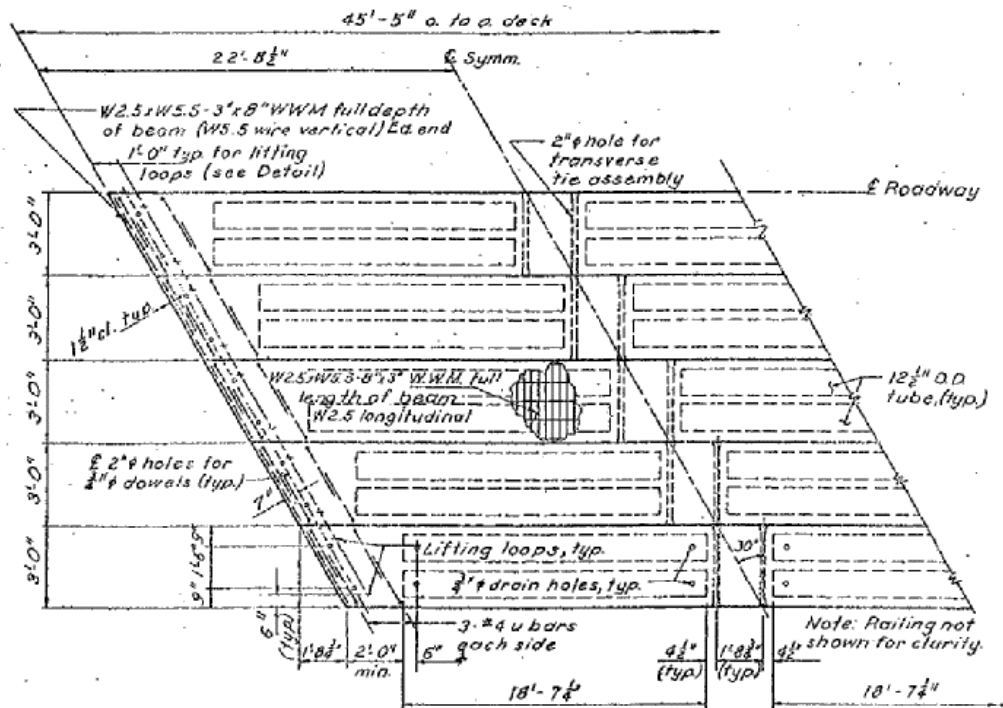 45'-5" o. to o. deck
22'-8½"
℄ Symm.
W2.5xW5.5-3"x8" WWM full depth
of beam (W5.5 wire vertical) Ea. end
1'-0" typ. for lifting
loops (see Detail)
2"ϕ hole for
transverse
tie assembly
℄ Roadway
3'-0"
3'-0"
3'-0"
3'-0"
3'-0"
1½" cl. typ.
W2.5xW5.5-8"x3" W.W.M. full
length of beam
W2.5 longitudinal
12½" O.D.
tube, (typ.)
℄ 2"ϕ holes for
½"ϕ dowels (typ.)
7"
Lifting loops, typ.
30°
¾"ϕ drain holes, typ.
9"
1'-6"
6"
(typ.)
3-#4 u bars
each side
Note: Railing not
shown for clarity.
1'-8¾"
2'-0"
min.
6"
4½"
(typ.)
1'-8¾"
(typ.)
4½"
18'-7¼"
18'-7¼"